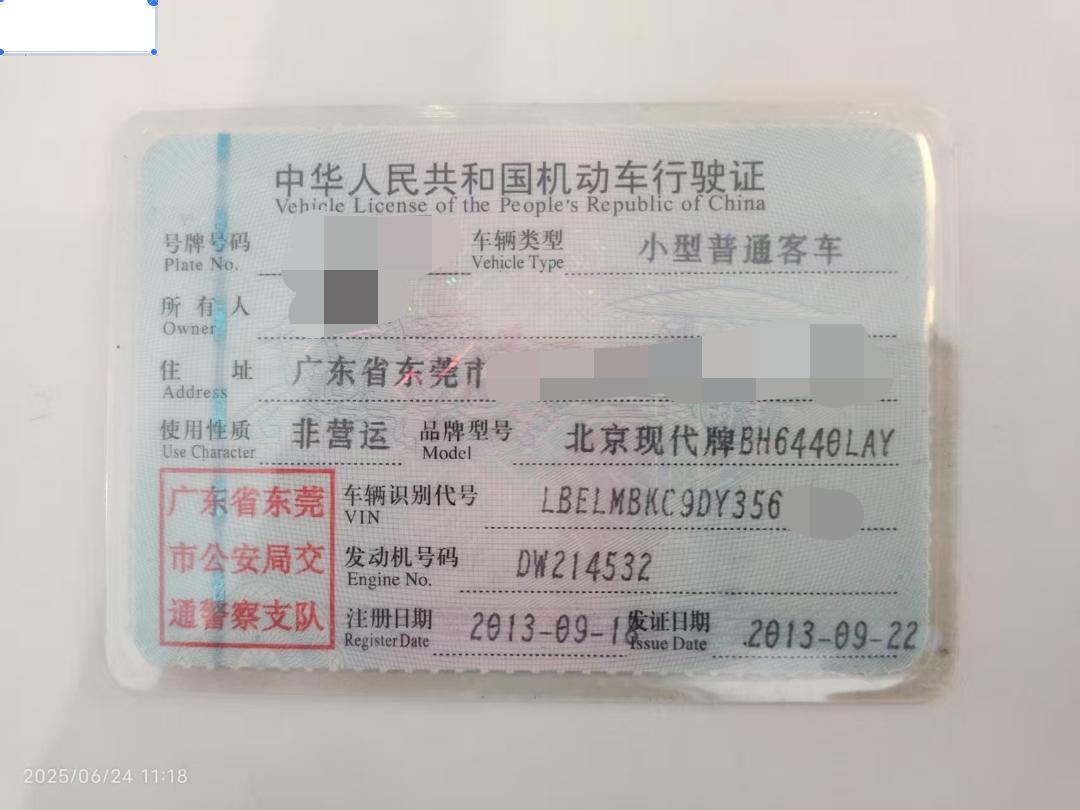 中华人民共和国机动车行驶证
Vehicle License of the People's Republic of China
号牌号码 车辆类型 小型普通客车
Plate No. Vehicle Type
所有人
Owner
住址 广东省东莞市
Address
使用性质 非营运 品牌型号 北京现代牌BH6440LAY
Use Character Model
广东省东莞
市公安局交
通警察支队
车辆识别代号 LBELMBKC9DY356
VIN
发动机号码 DW214532
Engine No.
注册日期 2013-09-18 发证日期 2013-09-22
Register Date Issue Date
2025/06/24 11:18